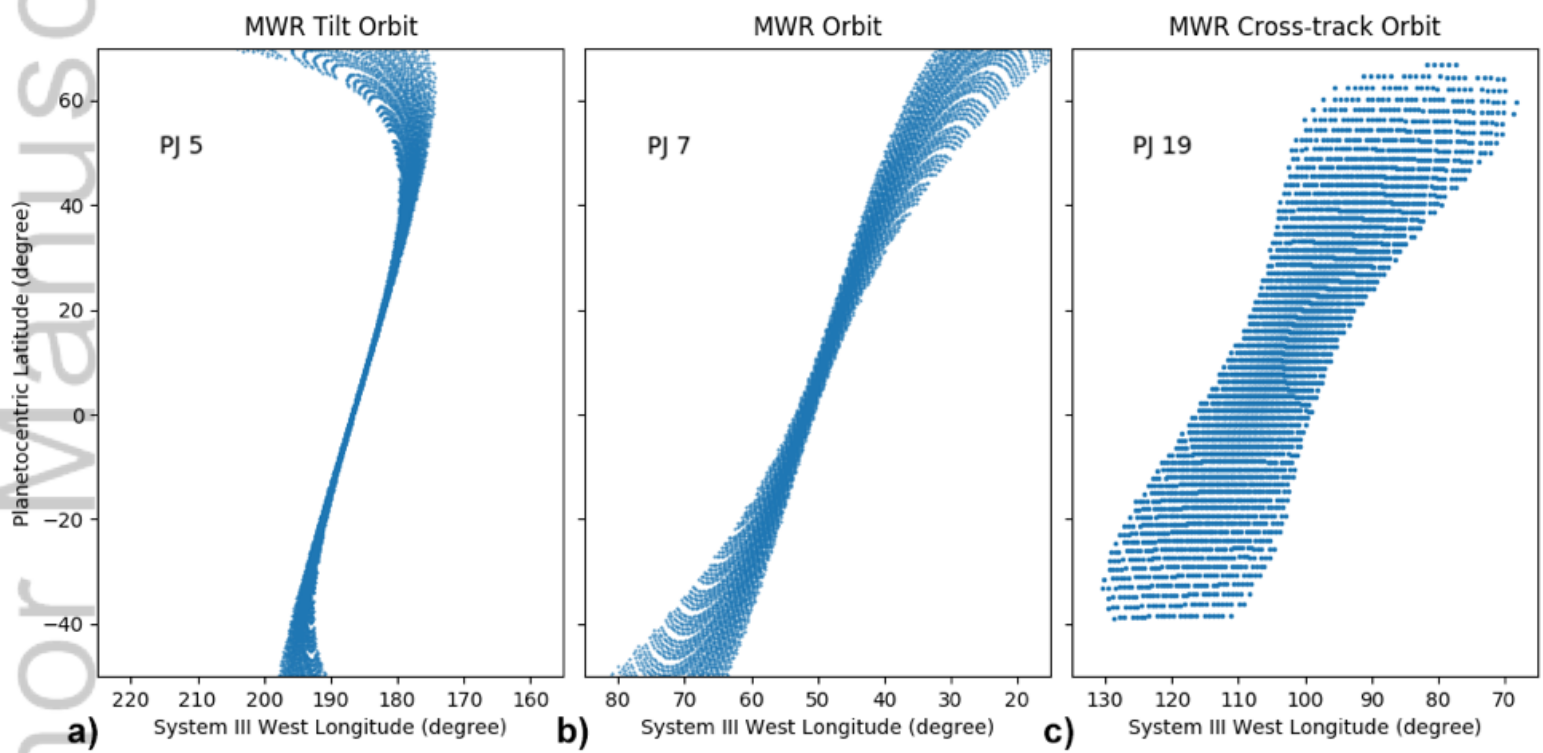 MWR Tilt Orbit MWR Orbit MWR Cross-track Orbit
PJ 5 PJ 7 PJ 19
Planetocentric Latitude (degree)
60
40
20
0
−20
−40
220 210 200 190 180 170 160 80 70 60 50 40 30 20 130 120 110 100 90 80 70
a) System III West Longitude (degree) b) System III West Longitude (degree) c) System III West Longitude (degree)
hor Manusc